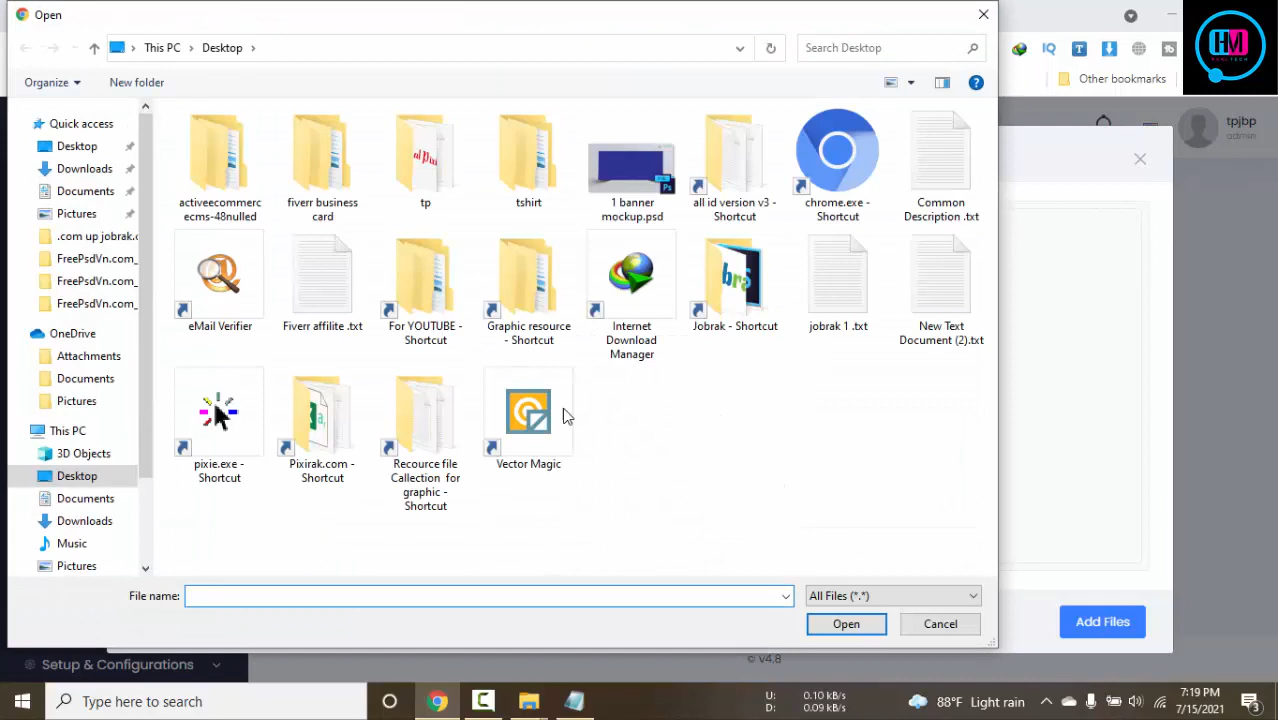 Open
This PC
Desktop
Search Desktop
Organize
New folder
IQ
T
Other bookmarks
HM
tpjbp
admin
Quick access
Desktop
Downloads
Documents
Pictures
.com up jobrak.c
FreePsdVn.com_
FreePsdVn.com_
FreePsdVn.com_
OneDrive
Attachments
Documents
Pictures
This PC
3D Objects
Desktop
Documents
Downloads
Music
Pictures
activeecommerc
ecms-48nulled
fiverr business
card
tp
tshirt
Ps
1 banner
mockup.psd
all id version v3 -
Shortcut
chrome.exe -
Shortcut
Common
Description .txt
eMail Verifier
Fiverr affilite .txt
For YOUTUBE -
Shortcut
Graphic resource
- Shortcut
Internet
Download
Manager
Jobrak - Shortcut
jobrak 1 .txt
New Text
Document (2).txt
pixie.exe -
Shortcut
Pixirak.com -
Shortcut
Recource file
Callection for
graphic -
Shortcut
Vector Magic
File name:
All Files (*.*)
Open
Cancel
Add Files
Setup & Configurations
© v4.8
Type here to search
U: 0.10 kB/s
D: 0.09 kB/s
88°F Light rain
7:19 PM
7/15/2021
3